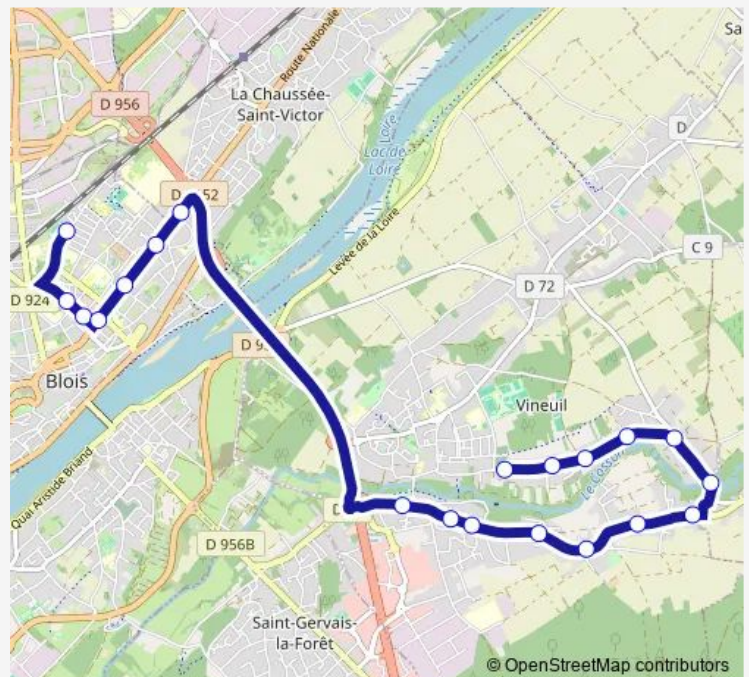 Sa
Route Nationale
La Chaussée-
Saint-Victor
D 956
Loire
Lac de
Loire
D
D 952
Levée de la Loire
C 9
D 72
D 924
Blois
Vineuil
Quai Aristide Briand
Le Cosson
D
D 956B
Saint-Gervais-
la-Forêt
© OpenStreetMap contributors